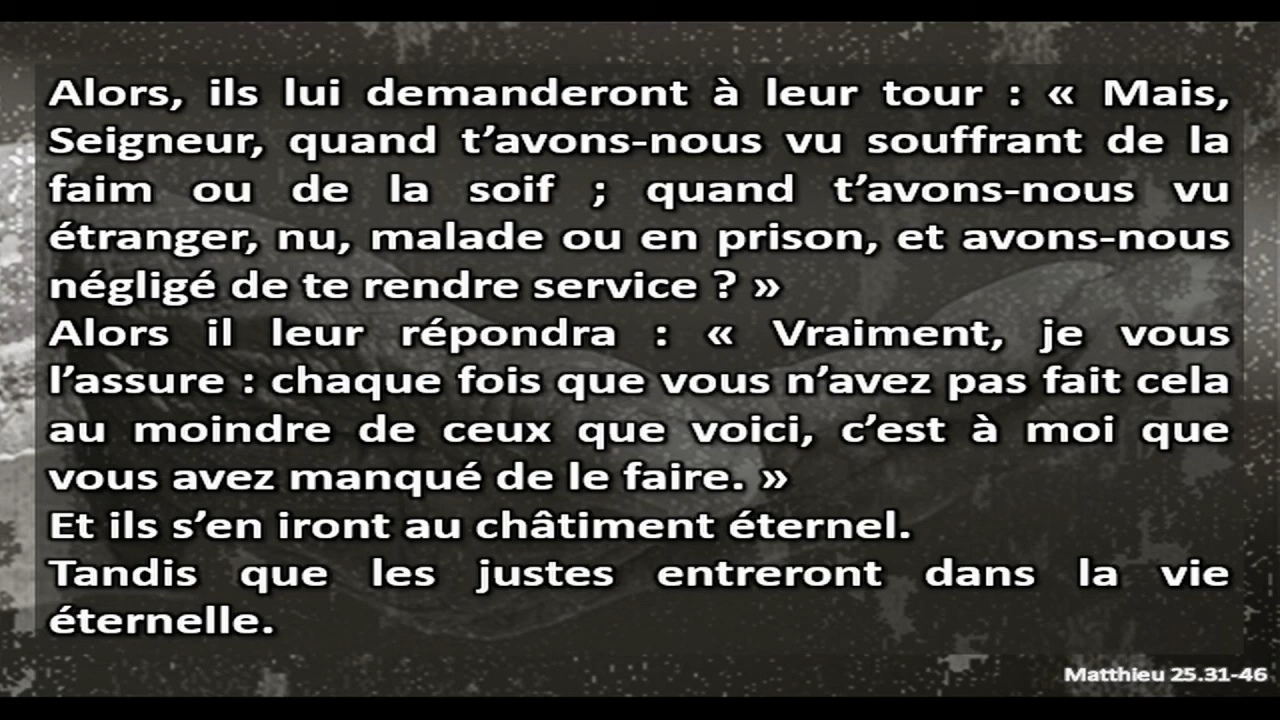 Alors, ils lui demanderont à leur tour : « Mais,
Seigneur, quand t’avons-nous vu souffrant de la
faim ou de la soif ; quand t’avons-nous vu
étranger, nu, malade ou en prison, et avons-nous
négligé de te rendre service ? »
Alors il leur répondra : « Vraiment, je vous
l’assure : chaque fois que vous n’avez pas fait cela
au moindre de ceux que voici, c’est à moi que
vous avez manqué de le faire. »
Et ils s’en iront au châtiment éternel.
Tandis que les justes entreront dans la vie
éternelle.
Matthieu 25.31-46